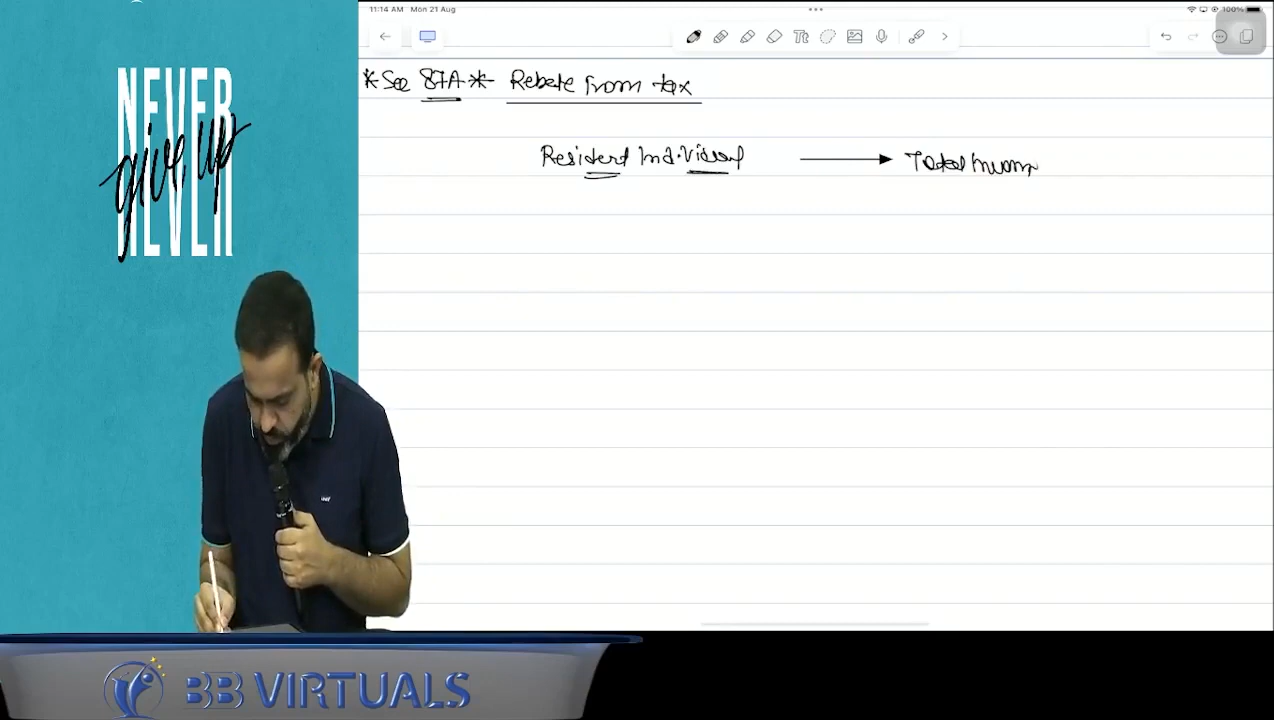 11:14 AM Mon 21 Aug
100%
NEVER
give up
NEVER
*Sec 87A* Rebate from tax
Resident Individual → Total Income
BB VIRTUALS